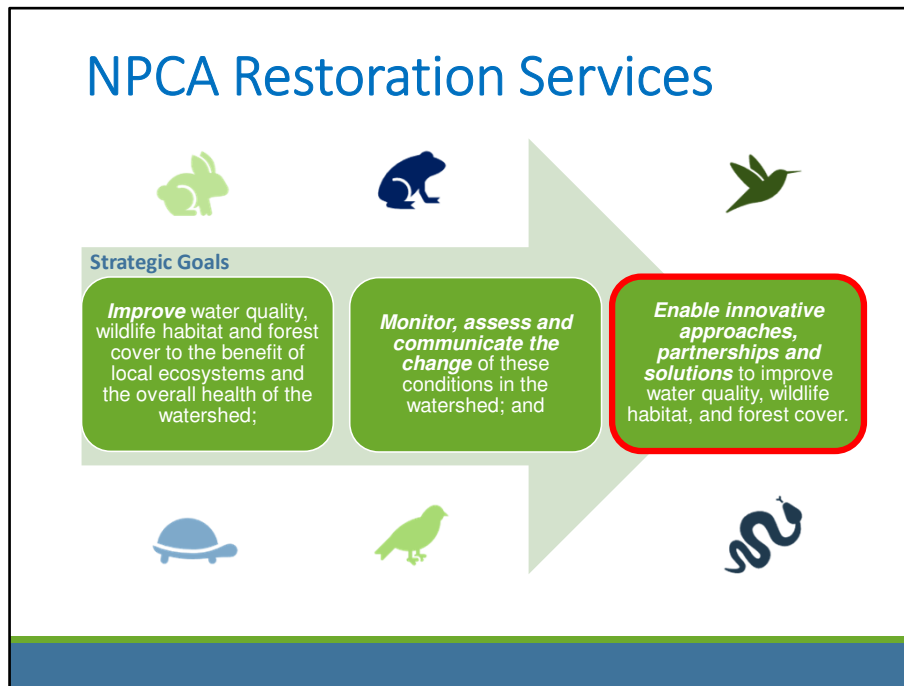 NPCA Restoration Services
Strategic Goals
Improve water quality,
wildlife habitat and forest
cover to the benefit of
local ecosystems and
the overall health of the
watershed;
Monitor, assess and
communicate the
change of these
conditions in the
watershed; and
Enable innovative
approaches,
partnerships and
solutions to improve
water quality, wildlife
habitat, and forest cover.